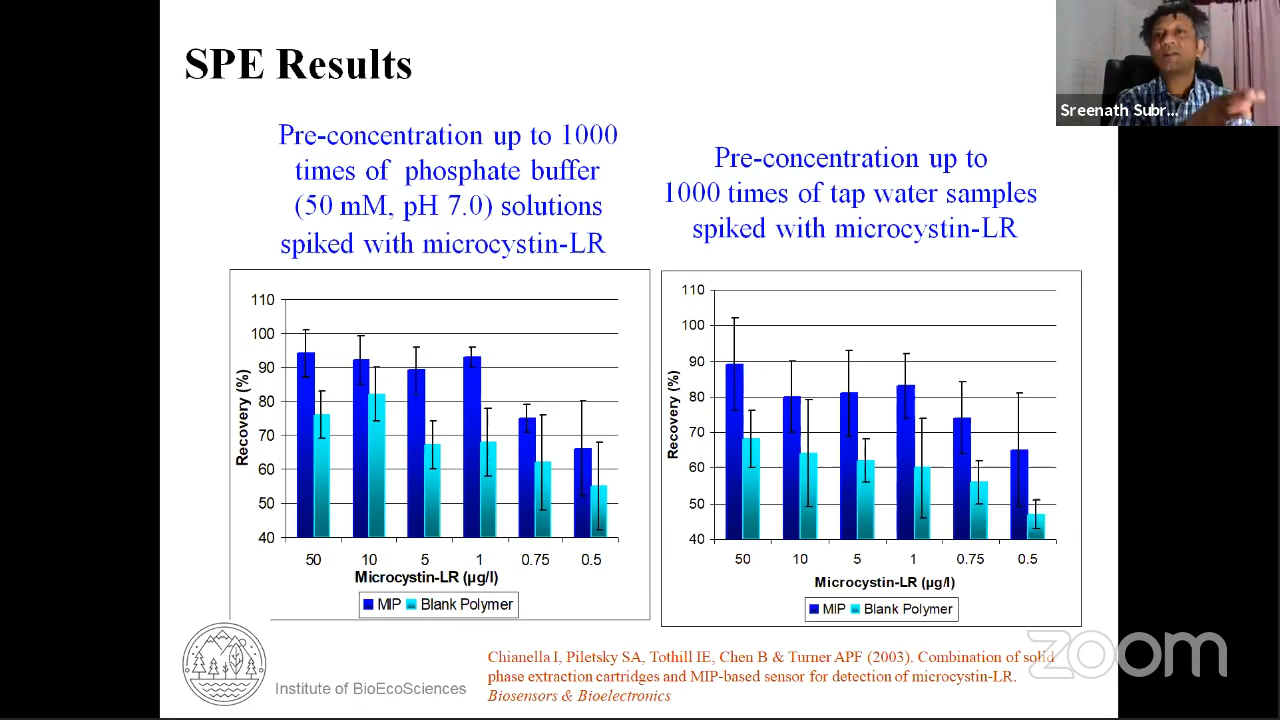 SPE Results
Sreenath Subr...
Pre-concentration up to 1000
times of phosphate buffer
(50 mM, pH 7.0) solutions
spiked with microcystin-LR
Pre-concentration up to
1000 times of tap water samples
spiked with microcystin-LR
110
100
90
80
70
60
50
40
Recovery (%)
50 10 5 1 0.75 0.5
Microcystin-LR (µg/l)
MIP Blank Polymer
110
100
90
80
70
60
50
40
Recovery (%)
50 10 5 1 0.75 0.5
Microcystin-LR (µg/l)
MIP Blank Polymer
Institute of BioEcoSciences
Chianella I, Piletsky SA, Tothill IE, Chen B & Turner APF (2003). Combination of solid
phase extraction cartridges and MIP-based sensor for detection of microcystin-LR.
Biosensors & Bioelectronics
zoom